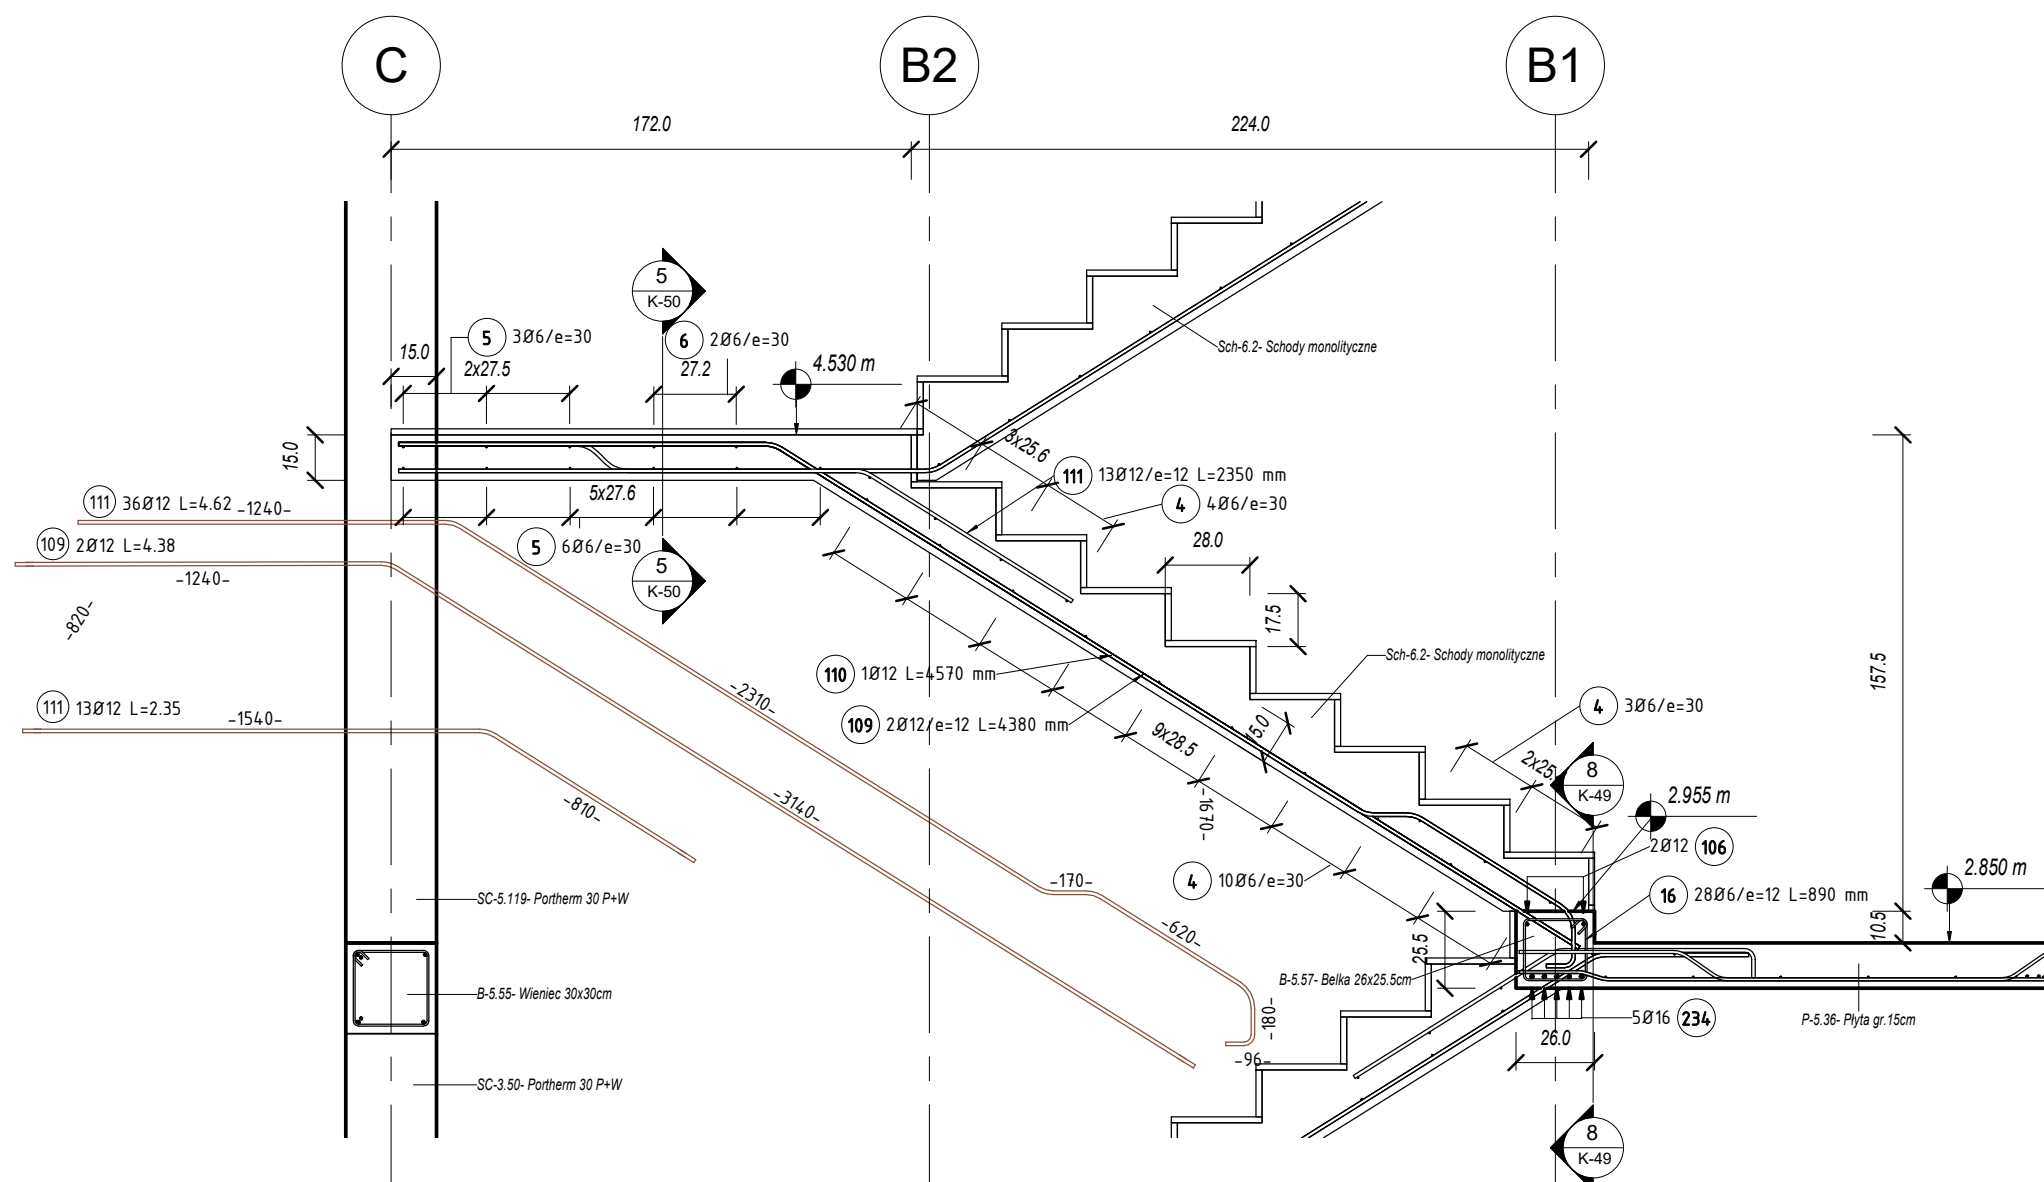 C
B2
B1
172.0
224.0
5
K-50
5
3Ø6/e=30
6
2Ø6/e=30
15.0
2x27.5
27.2
4.530 m
Sch-6.2- Schody monolityczne
15.0
3x25.6
111
13Ø12/e=12 L=2350 mm
4
4Ø6/e=30
5x27.6
111
36Ø12 L=4.62
-1240-
109
2Ø12 L=4.38
-1240-
5
6Ø6/e=30
5
K-50
28.0
17.5
-820-
110
1Ø12 L=4570 mm
Sch-6.2- Schody monolityczne
157.5
111
13Ø12 L=2.35
-1540-
-2310-
109
2Ø12/e=12 L=4380 mm
9x28.5
15.0
4
3Ø6/e=30
2x25.
8
K-49
2.955 m
-810-
-3140-
-1670-
2Ø12
106
4
10Ø6/e=30
-170-
16
28Ø6/e=12 L=890 mm
2.850 m
SC-5.119- Portherm 30 P+W
-620-
25.5
10.5
B-5.55- Wieniec 30x30cm
B-5.57- Belka 26x25.5cm
-180-
5Ø16
234
P-5.36- Płyta gr.15cm
26.0
-96-
SC-3.50- Portherm 30 P+W
8
K-49